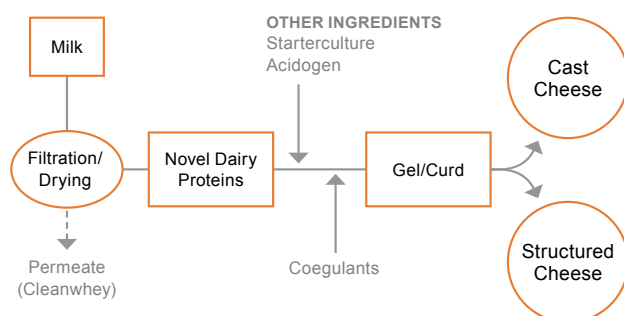 OTHER INGREDIENTS
Starterculture
Acidogen
Milk
Cast
Cheese
Filtration/
Drying
Novel Dairy
Proteins
Gel/Curd
Permeate
(Cleanwhey)
Coegulants
Structured
Cheese